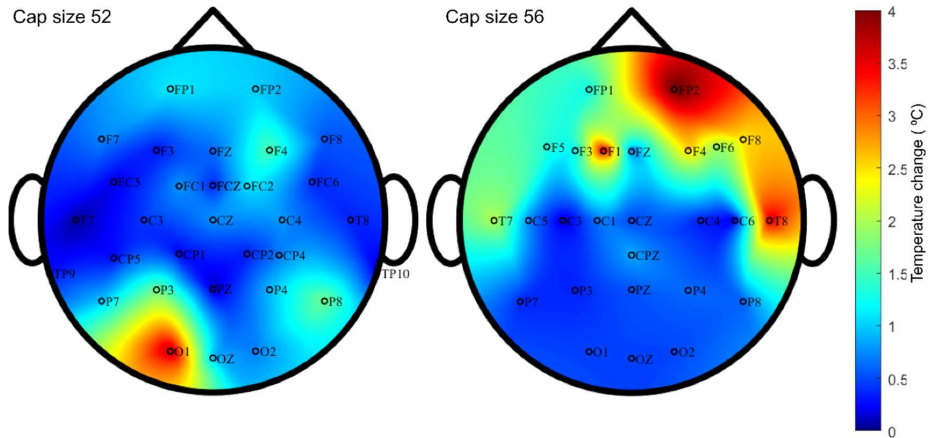 Cap size 52
Cap size 56
FP1 FP2
F7 F8
F3 FZ F4
FC5 FC1 FCZ FC2 FC6
T7 C3 CZ C4 T8
CP5 CP1 CP2 CP4
TP9 TP10
P3 PZ P4
P7 P8
O1 OZ O2
FP1 FP2
F5 F3 F1 FZ F4 F6 F8
T7 C5 C3 C1 CZ C4 C6 T8
CPZ
P3 PZ P4
P7 P8
O1 OZ O2
4
3.5
3
2.5
2
1.5
1
0.5
0
Temperature change ( ºC)